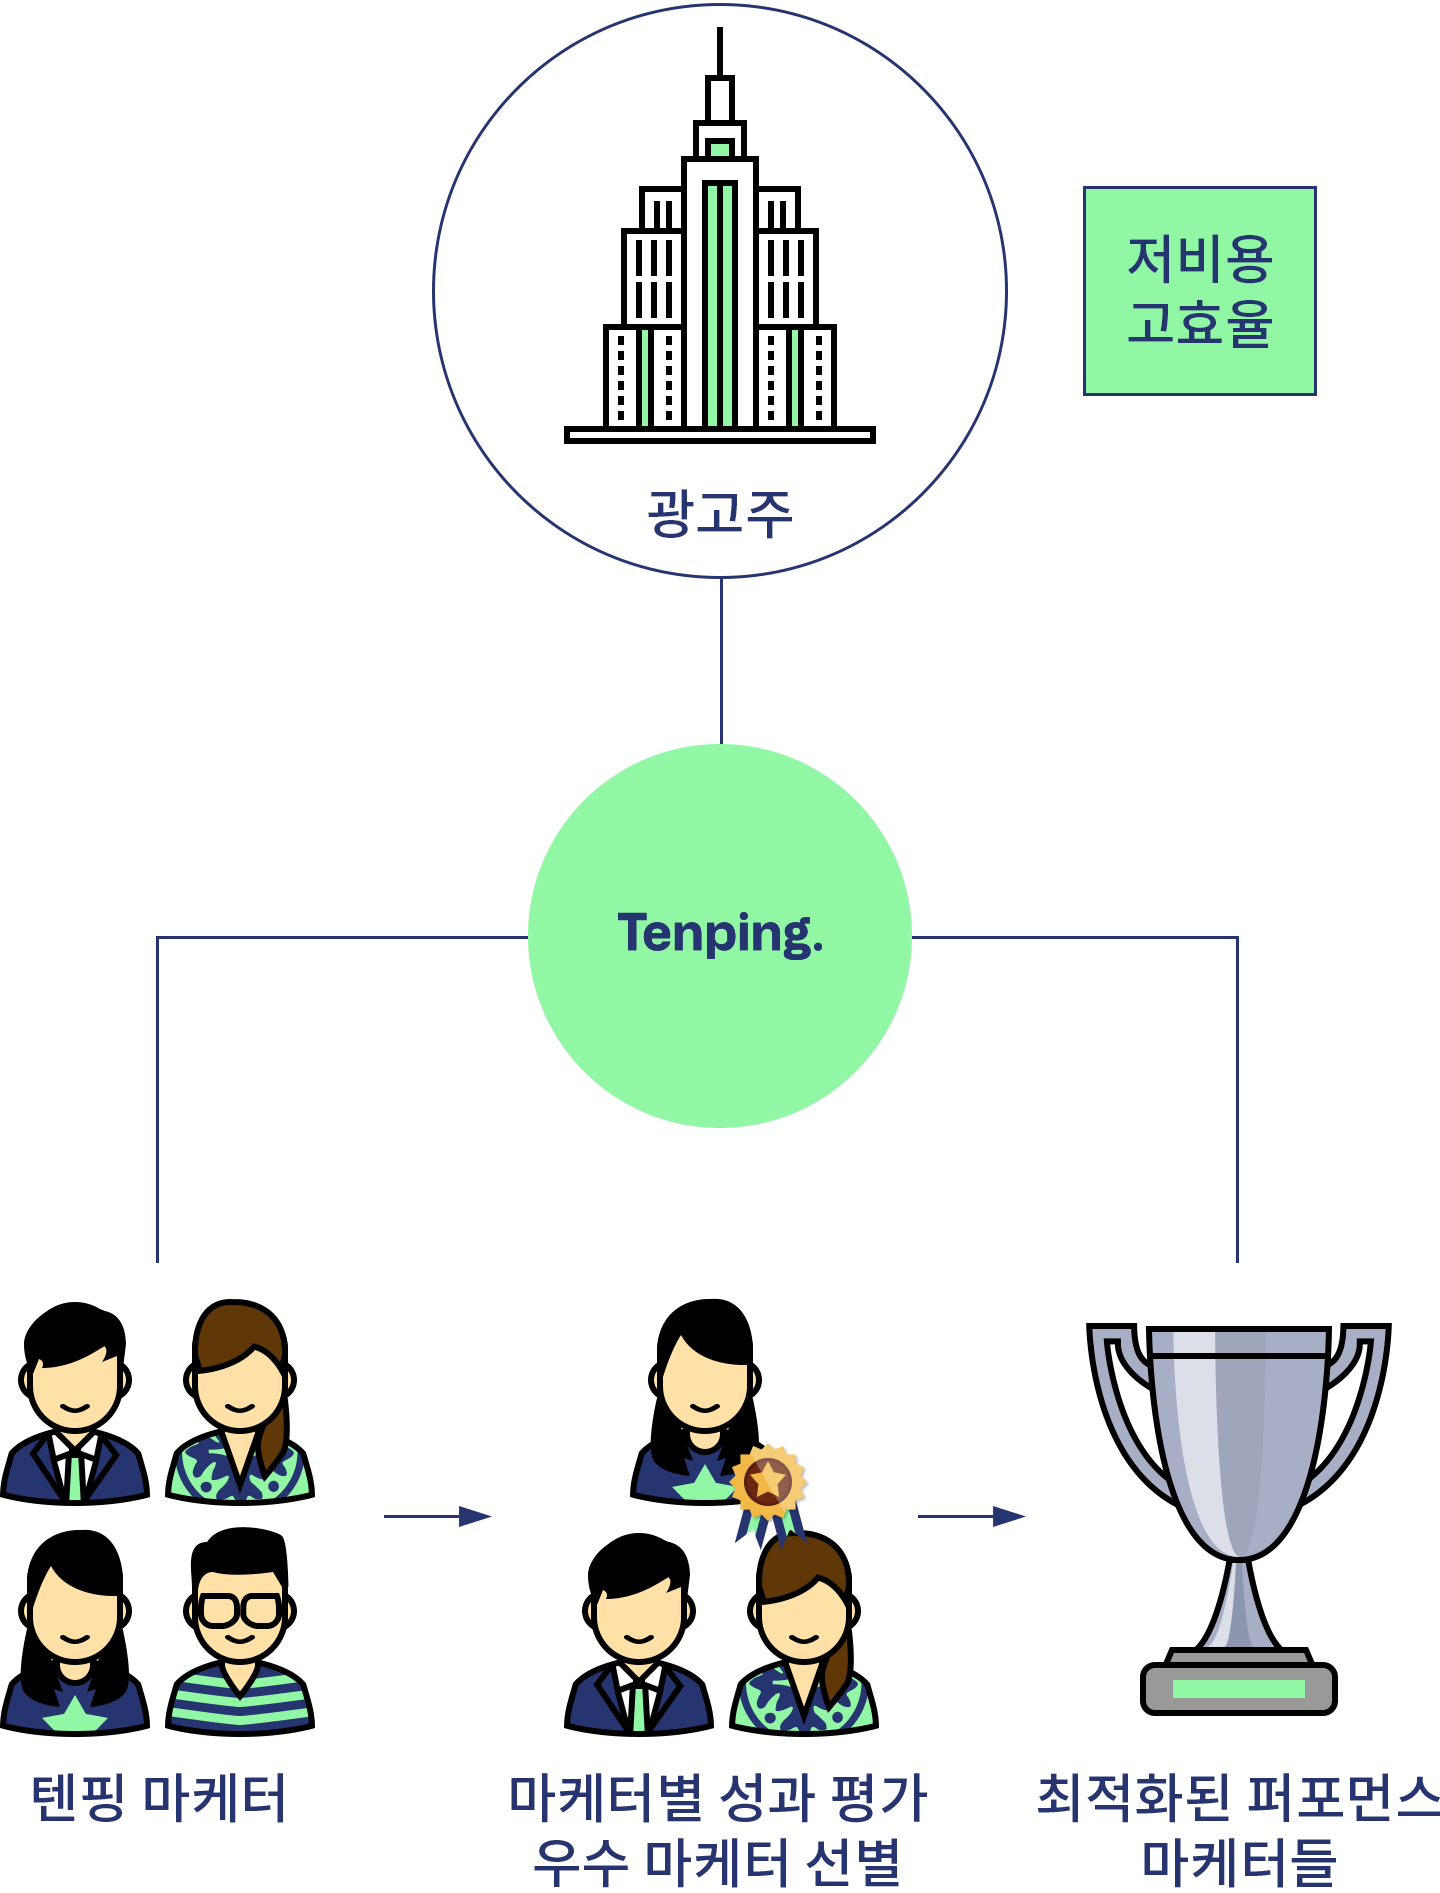 저비용
고효율
광고주
Tenping.
텐핑 마케터
마케터별 성과 평가
우수 마케터 선별
최적화된 퍼포먼스
마케터들